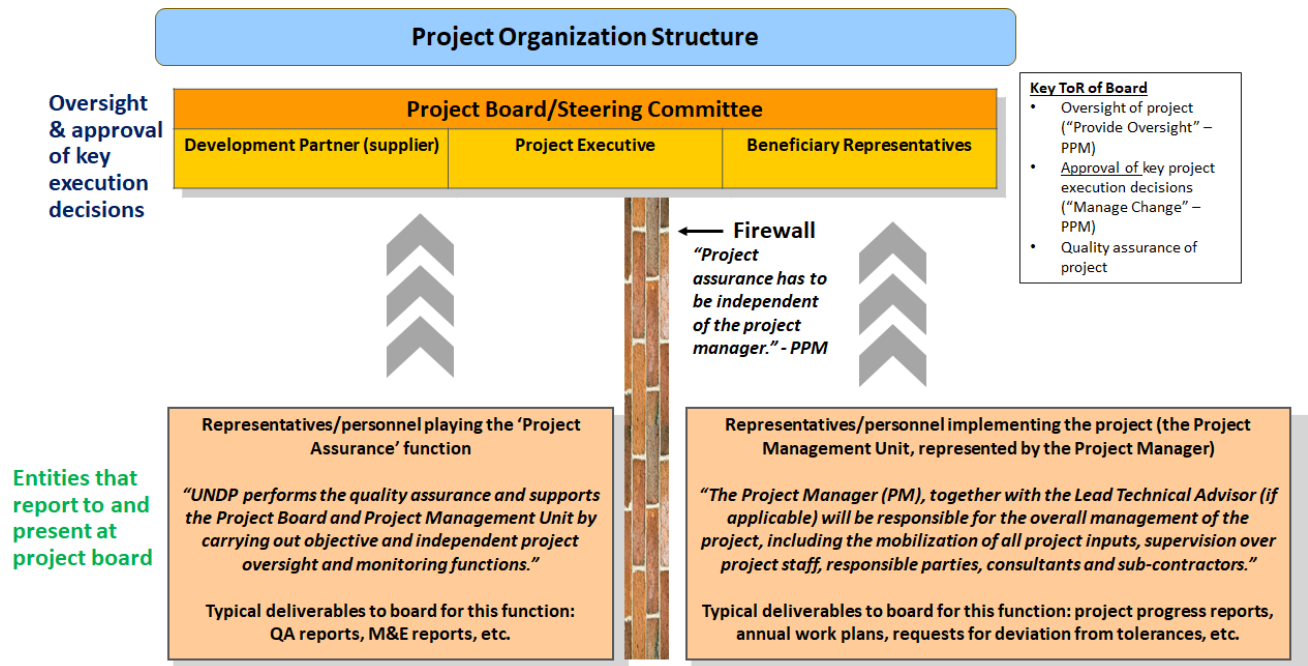 Project Organization Structure
Oversight
& approval
of key
execution
decisions
Project Board/Steering Committee
Development Partner (supplier)
Project Executive
Beneficiary Representatives
Key ToR of Board
• Oversight of project
(“Provide Oversight” –
PPM)
• Approval of key project
execution decisions
(“Manage Change” –
PPM)
• Quality assurance of
project
Firewall
“Project
assurance has to
be independent
of the project
manager.” - PPM
Entities that
report to and
present at
project board
Representatives/personnel playing the ‘Project
Assurance’ function
“UNDP performs the quality assurance and supports
the Project Board and Project Management Unit by
carrying out objective and independent project
oversight and monitoring functions.”
Typical deliverables to board for this function:
QA reports, M&E reports, etc.
Representatives/personnel implementing the project (the Project
Management Unit, represented by the Project Manager)
“The Project Manager (PM), together with the Lead Technical Advisor (if
applicable) will be responsible for the overall management of the
project, including the mobilization of all project inputs, supervision over
project staff, responsible parties, consultants and sub-contractors.”
Typical deliverables to board for this function: project progress reports,
annual work plans, requests for deviation from tolerances, etc.